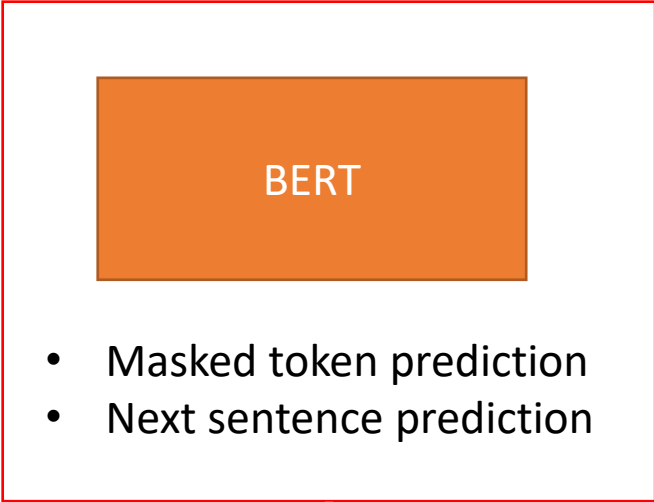 BERT
• Masked token prediction
• Next sentence prediction